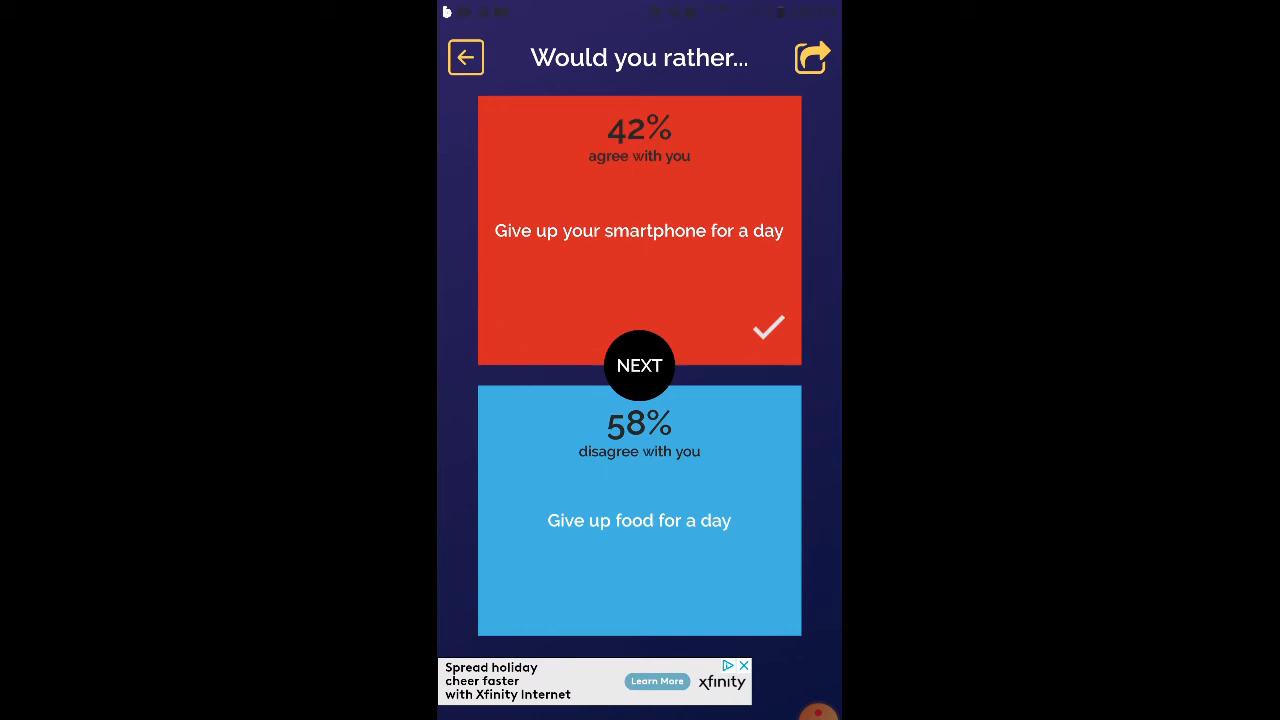 Would you rather...
42%
agree with you
Give up your smartphone for a day
NEXT
58%
disagree with you
Give up food for a day
Spread holiday
cheer faster
with Xfinity Internet
Learn More
xfinity